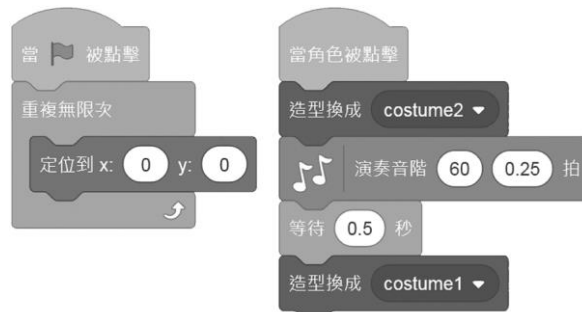 當 被點擊
重複無限次
定位到 x: 0 y: 0
當角色被點擊
造型換成 costume2
演奏音階 60 0.25 拍
等待 0.5 秒
造型換成 costume1